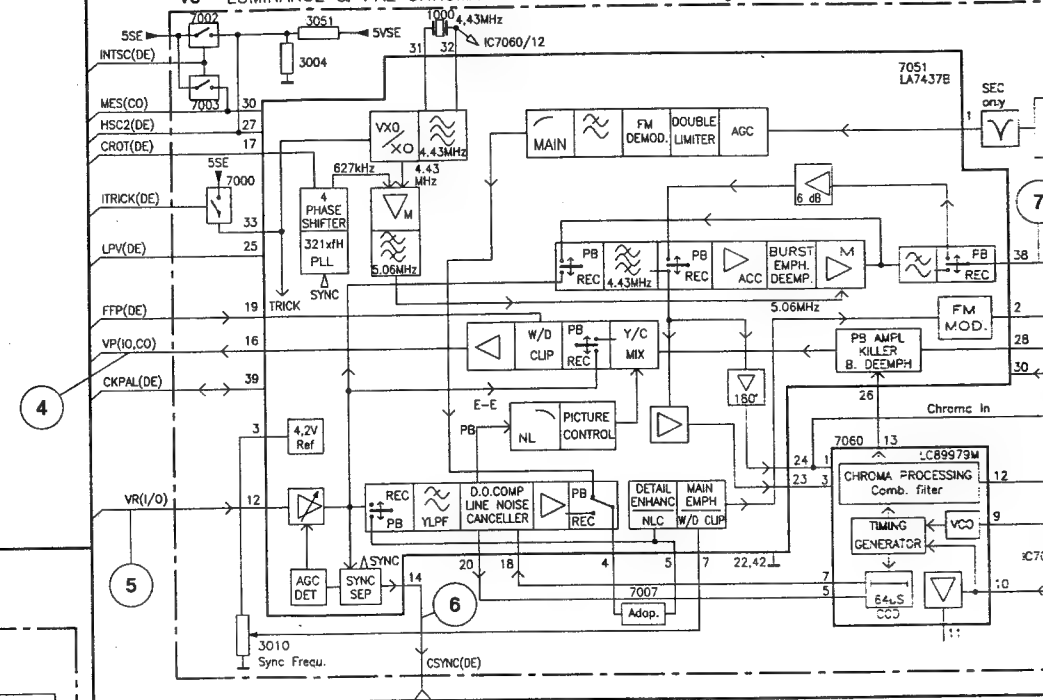 7002
3051
1000 4,43MHz
5SE
5VSE
IC7060/12
INTSC(DE)
3004
31
32
7051
LA7437B
SEC
only
7003
MES(CO)
30
HSC2(DE)
27
CROT(DE)
17
VXO/XO
4.43MHz
MAIN
FM
DEMOD.
DOUBLE
LIMITER
AGC
1
5SE
7000
627kHz
4.43
MHz
4
PHASE
SHIFTER
M
6 dB
7
ITRICK(DE)
33
321xfH
PLL
LPV(DE)
25
5.06MHz
SYNC
PB
REC
4.43MHz
PB
REC
ACC
BURST
EMPH.
DEEMP.
M
PB
REC
38
TRICK
5.06MHz
FFP(DE)
19
FM
MOD.
2
VP(IO,CO)
16
W/D
CLIP
PB
REC
Y/C
MIX
PB AMPL
KILLER
B. DEEMPH
28
30
CKPAL(DE)
39
180°
26
4
E-E
Chroma in
3
4,2V
Ref
PB
NL
PICTURE
CONTROL
7060
13
24
1
LC89979M
23
3
CHROMA PROCESSING
Comb. filter
12
VR(I/O)
12
REC
PB
YLPF
D.O.COMP
LINE NOISE
CANCELLER
PB
REC
DETAIL
ENHANC
NLC
MAIN
EMPH
W/D CLIP
TIMING
GENERATOR
VCO
9
5
SYNC
20
18
4
5
7
22,42
IC70
AGC
DET
SYNC
SEP
14
7
5
64uS
CCD
10
6
7007
Adap.
11
3010
Sync Frequ.
CSYNC(DE)